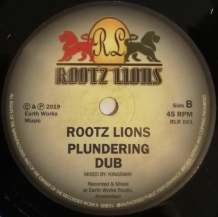 R.L
ROOTZ LIONS
© & ℗ 2019
Earth Works
Music
Side B
45 RPM
RLR 001
ROOTZ LIONS
PLUNDERING
DUB
MIXED BY KINGSWAY
Recorded & Mixed
at Earth Works Studio,
Amsterdam